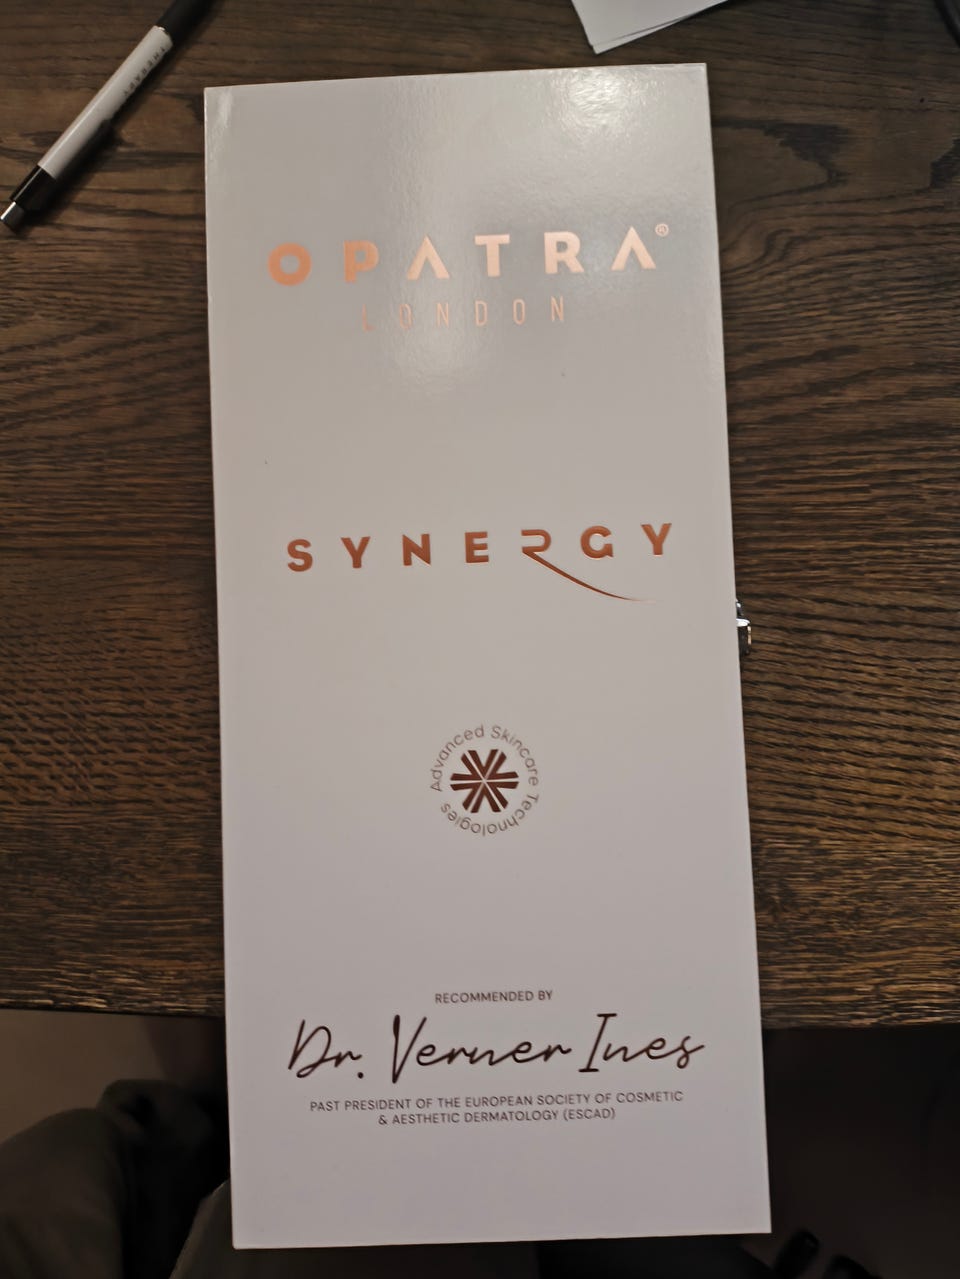 OPATRA®
LONDON
SYNERGY
Advanced Skincare Technologies
RECOMMENDED BY
Dr. Verner Ines
PAST PRESIDENT OF THE EUROPEAN SOCIETY OF COSMETIC
& AESTHETIC DERMATOLOGY (ESCAD)